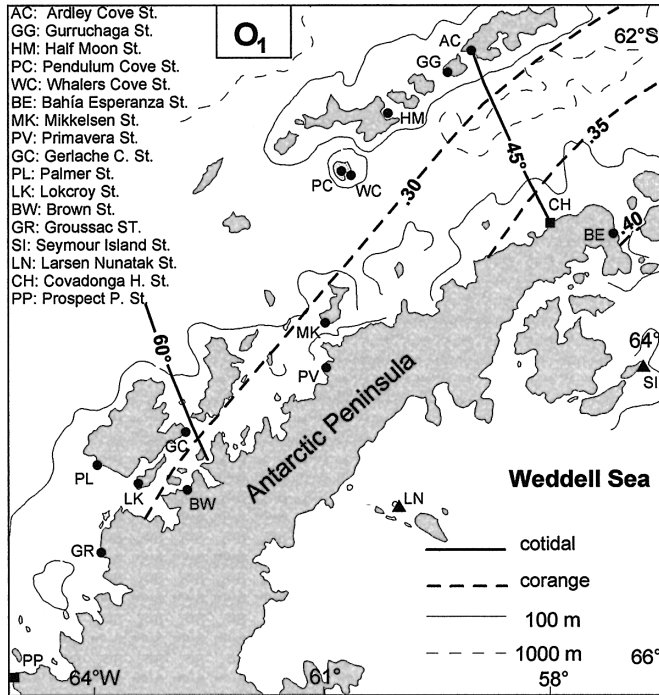 AC: Ardley Cove St.
GG: Gurruchaga St.
HM: Half Moon St.
PC: Pendulum Cove St.
WC: Whalers Cove St.
BE: Bahía Esperanza St.
MK: Mikkelsen St.
PV: Primavera St.
GC: Gerlache C. St.
PL: Palmer St.
LK: Lokcroy St.
BW: Brown St.
GR: Groussac ST.
SI: Seymour Island St.
LN: Larsen Nunatak St.
CH: Covadonga H. St.
PP: Prospect P. St.
O1
62°S
AC
GG
HM
PC
WC
.30
.35
45°
CH
BE
.40
MK
64°
SI
60°
PV
GC
Antarctic Peninsula
PL
LK
BW
Weddell Sea
LN
GR
cotidal
corange
100 m
1000 m
PP
64°W
61°
58°
66°